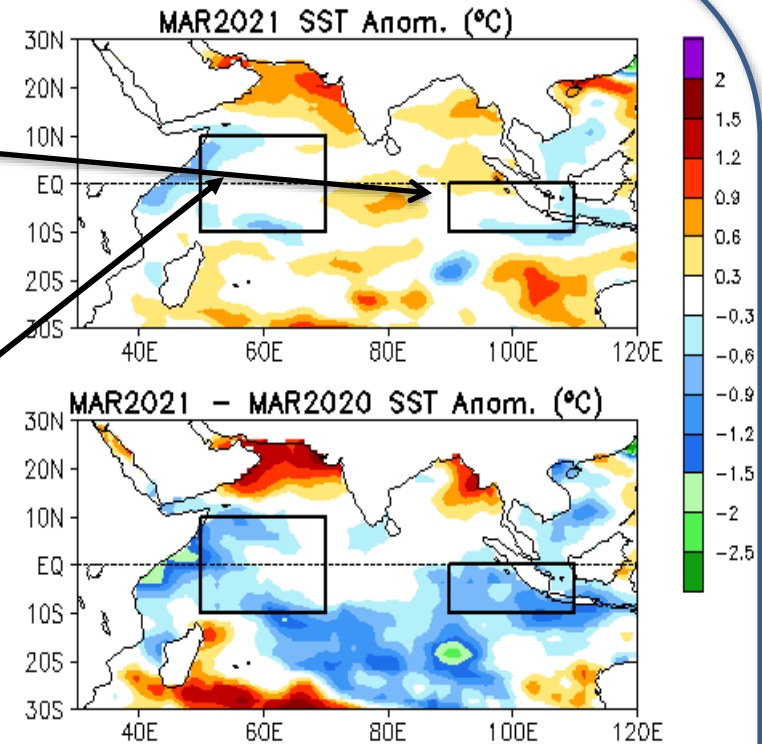 MAR2021 SST Anom. (ºC)
30N
20N
10N
EQ
10S
20S
30S
40E 60E 80E 100E 120E
2
1.5
1.2
0.9
0.6
0.3
-0.3
-0.6
-0.9
-1.2
-1.5
-2
-2.5
MAR2021 - MAR2020 SST Anom. (ºC)
30N
20N
10N
EQ
10S
20S
30S
40E 60E 80E 100E 120E